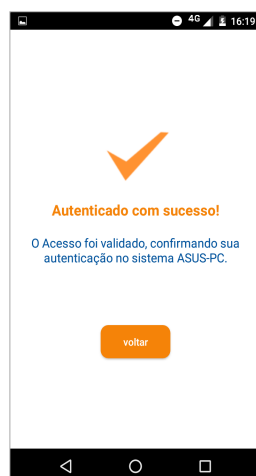 4G 16:19
Autenticado com sucesso!
O Acesso foi validado, confirmando sua
autenticação no sistema ASUS-PC.
voltar